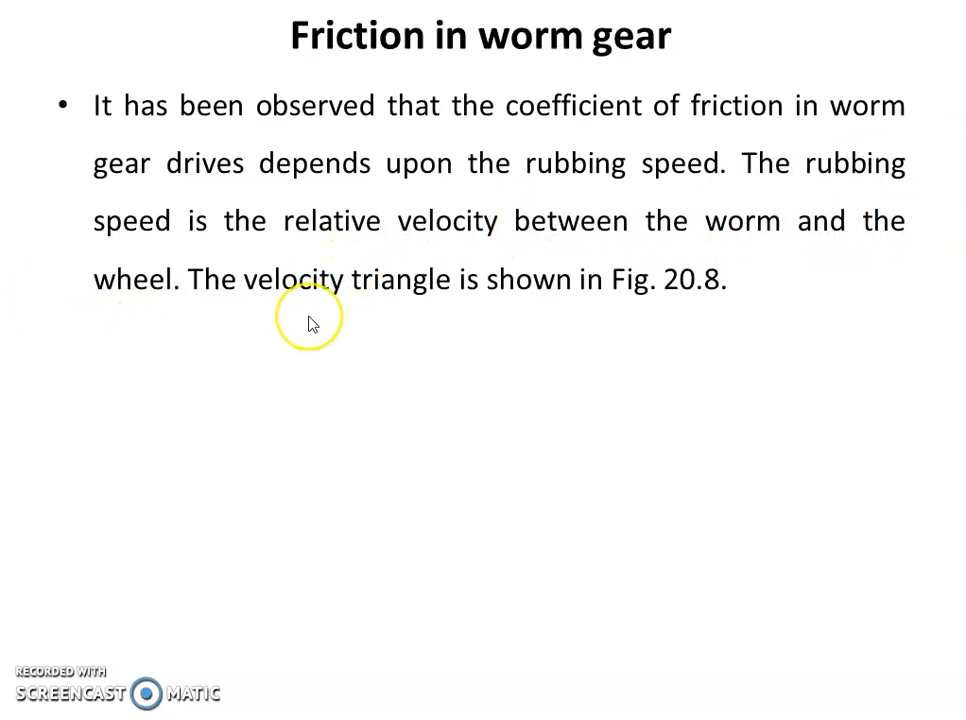 Friction in worm gear
• It has been observed that the coefficient of friction in worm
gear drives depends upon the rubbing speed. The rubbing
speed is the relative velocity between the worm and the
wheel. The velocity triangle is shown in Fig. 20.8.
RECORDED WITH
SCREENCAST MATIC